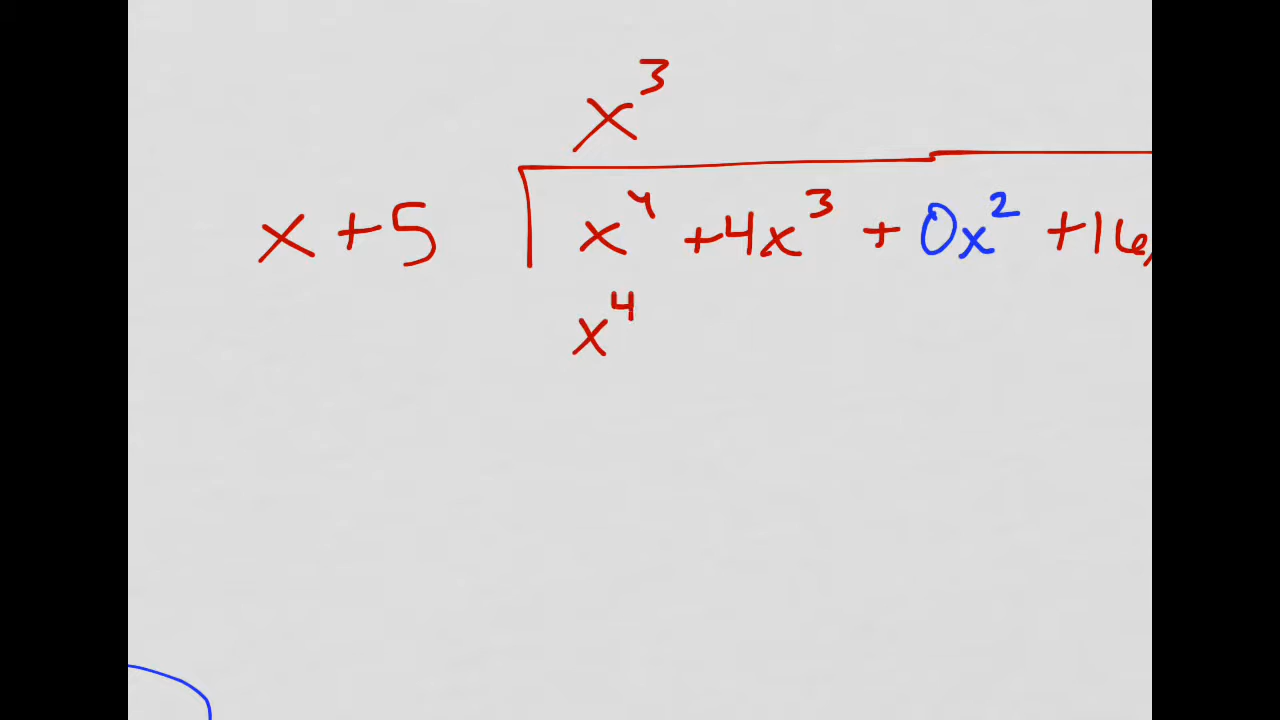 x³
x + 5 x⁴ + 4x³ + 0x² + 16
x⁴